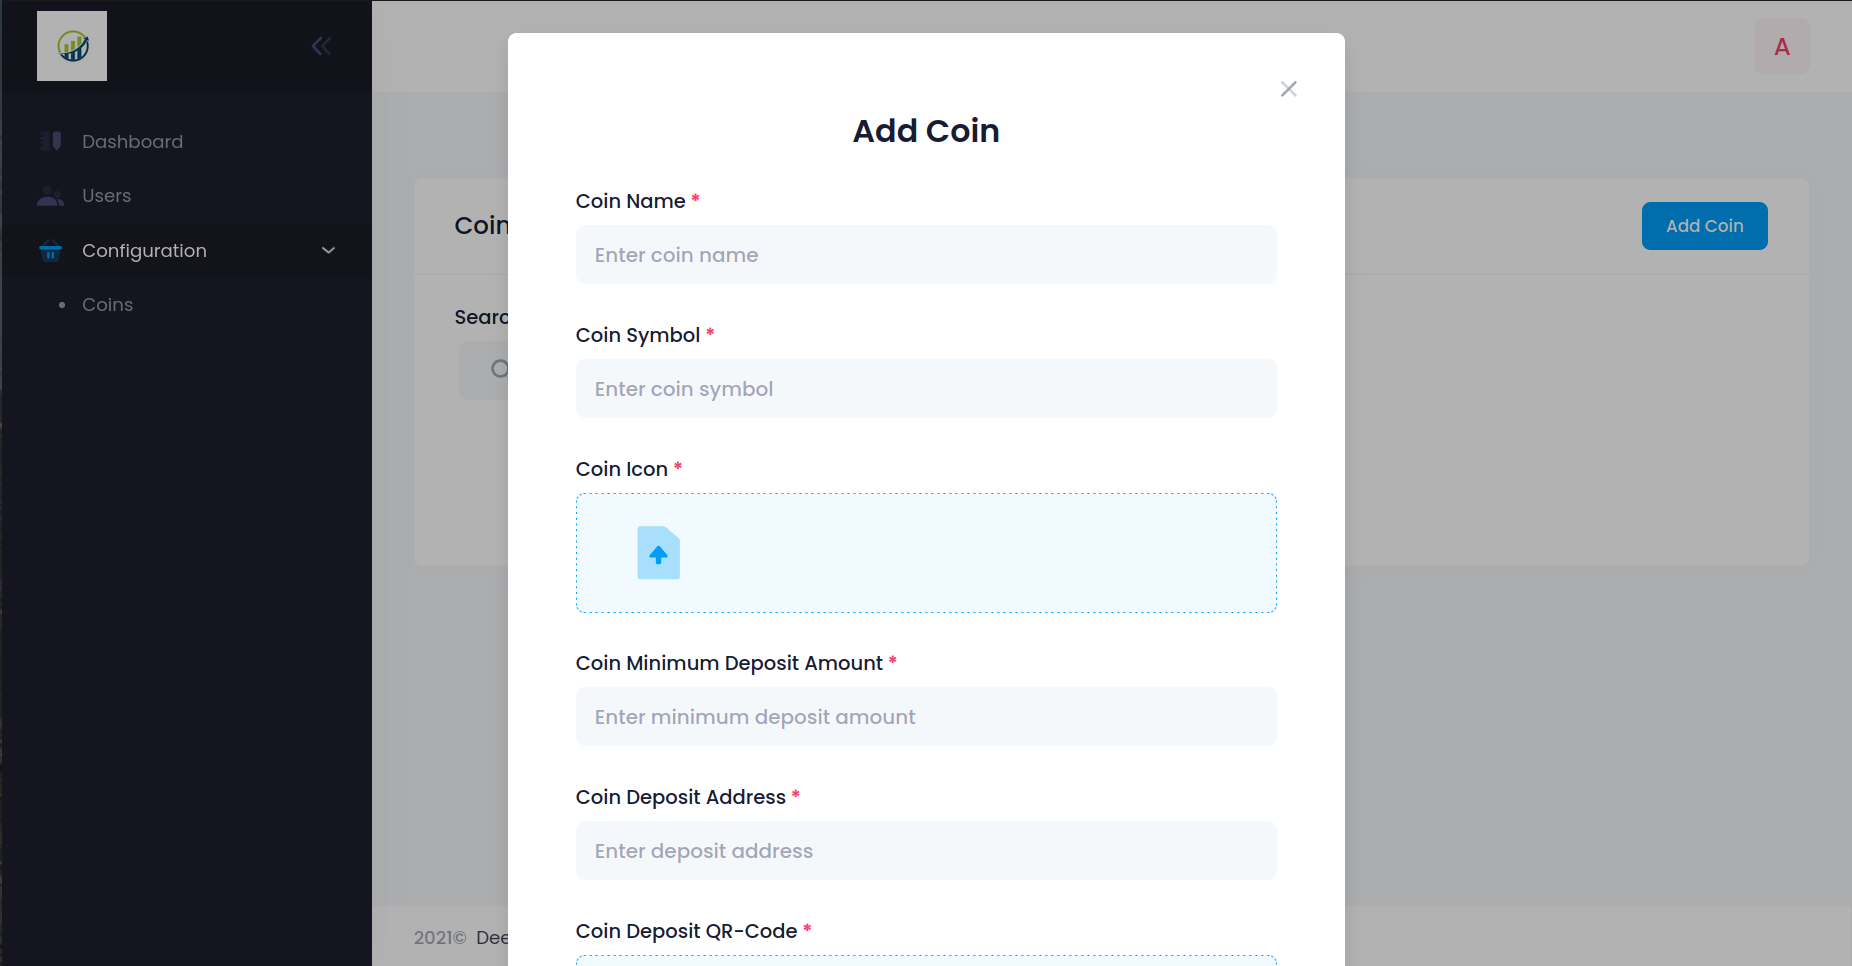 Dashboard
Users
Configuration
Coins
A
Coin
Add Coin
Searc
2021© Dee
Add Coin
Coin Name *
Enter coin name
Coin Symbol *
Enter coin symbol
Coin Icon *
Coin Minimum Deposit Amount *
Enter minimum deposit amount
Coin Deposit Address *
Enter deposit address
Coin Deposit QR-Code *